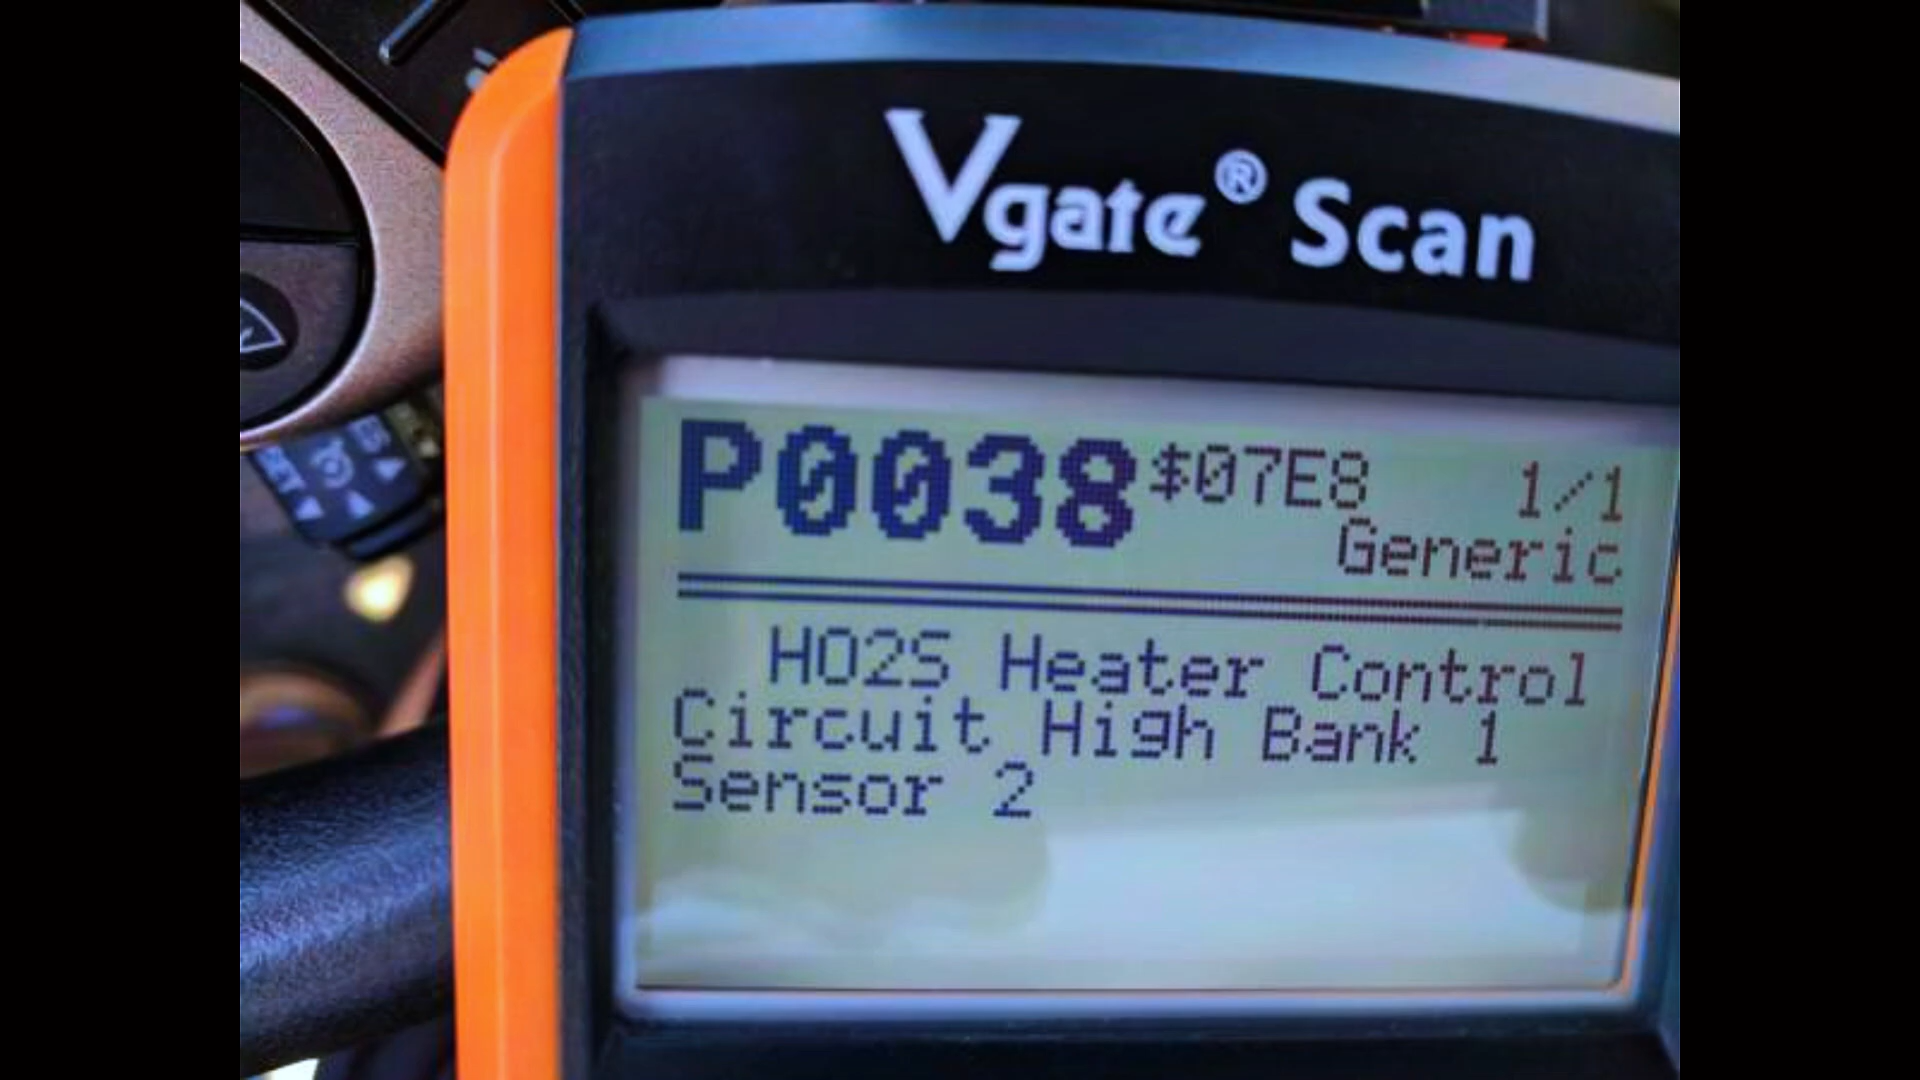 Vgate® Scan
P0038 $07E8 1/1
Generic
HO2S Heater Control
Circuit High Bank 1
Sensor 2